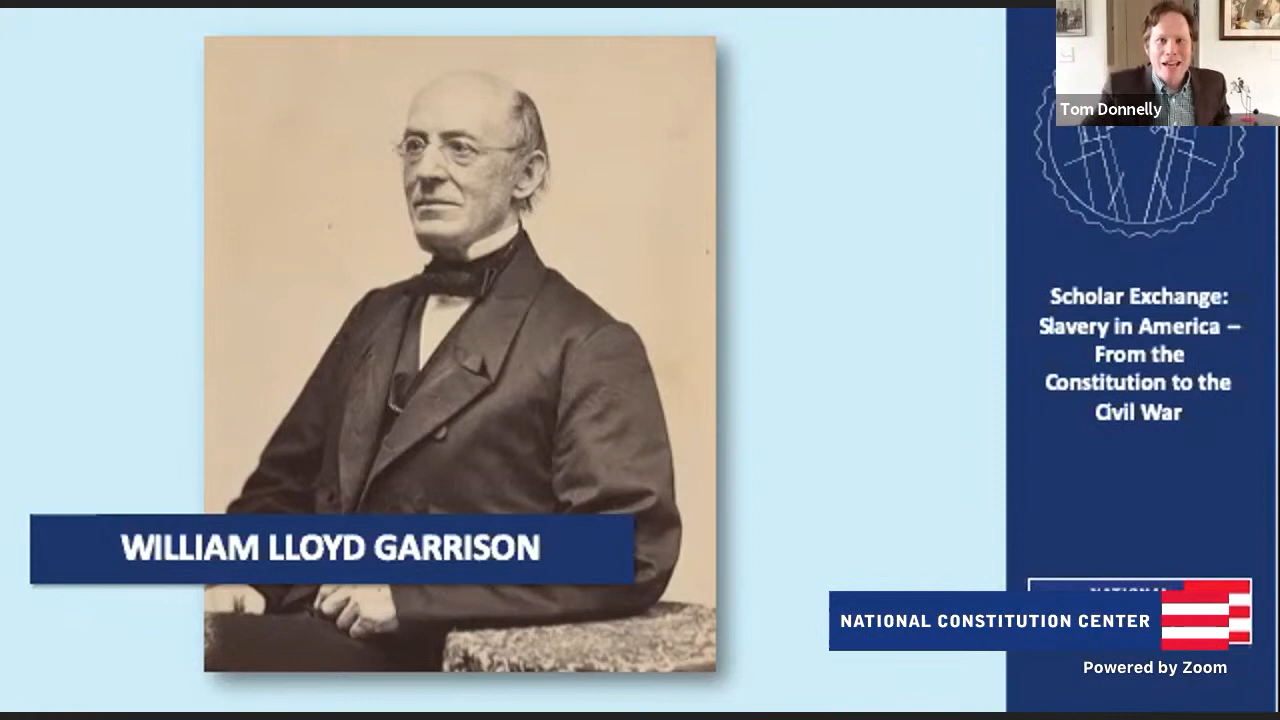 Tom Donnelly
Scholar Exchange:
Slavery in America –
From the
Constitution to the
Civil War
WILLIAM LLOYD GARRISON
NATIONAL
NATIONAL CONSTITUTION CENTER
Powered by Zoom